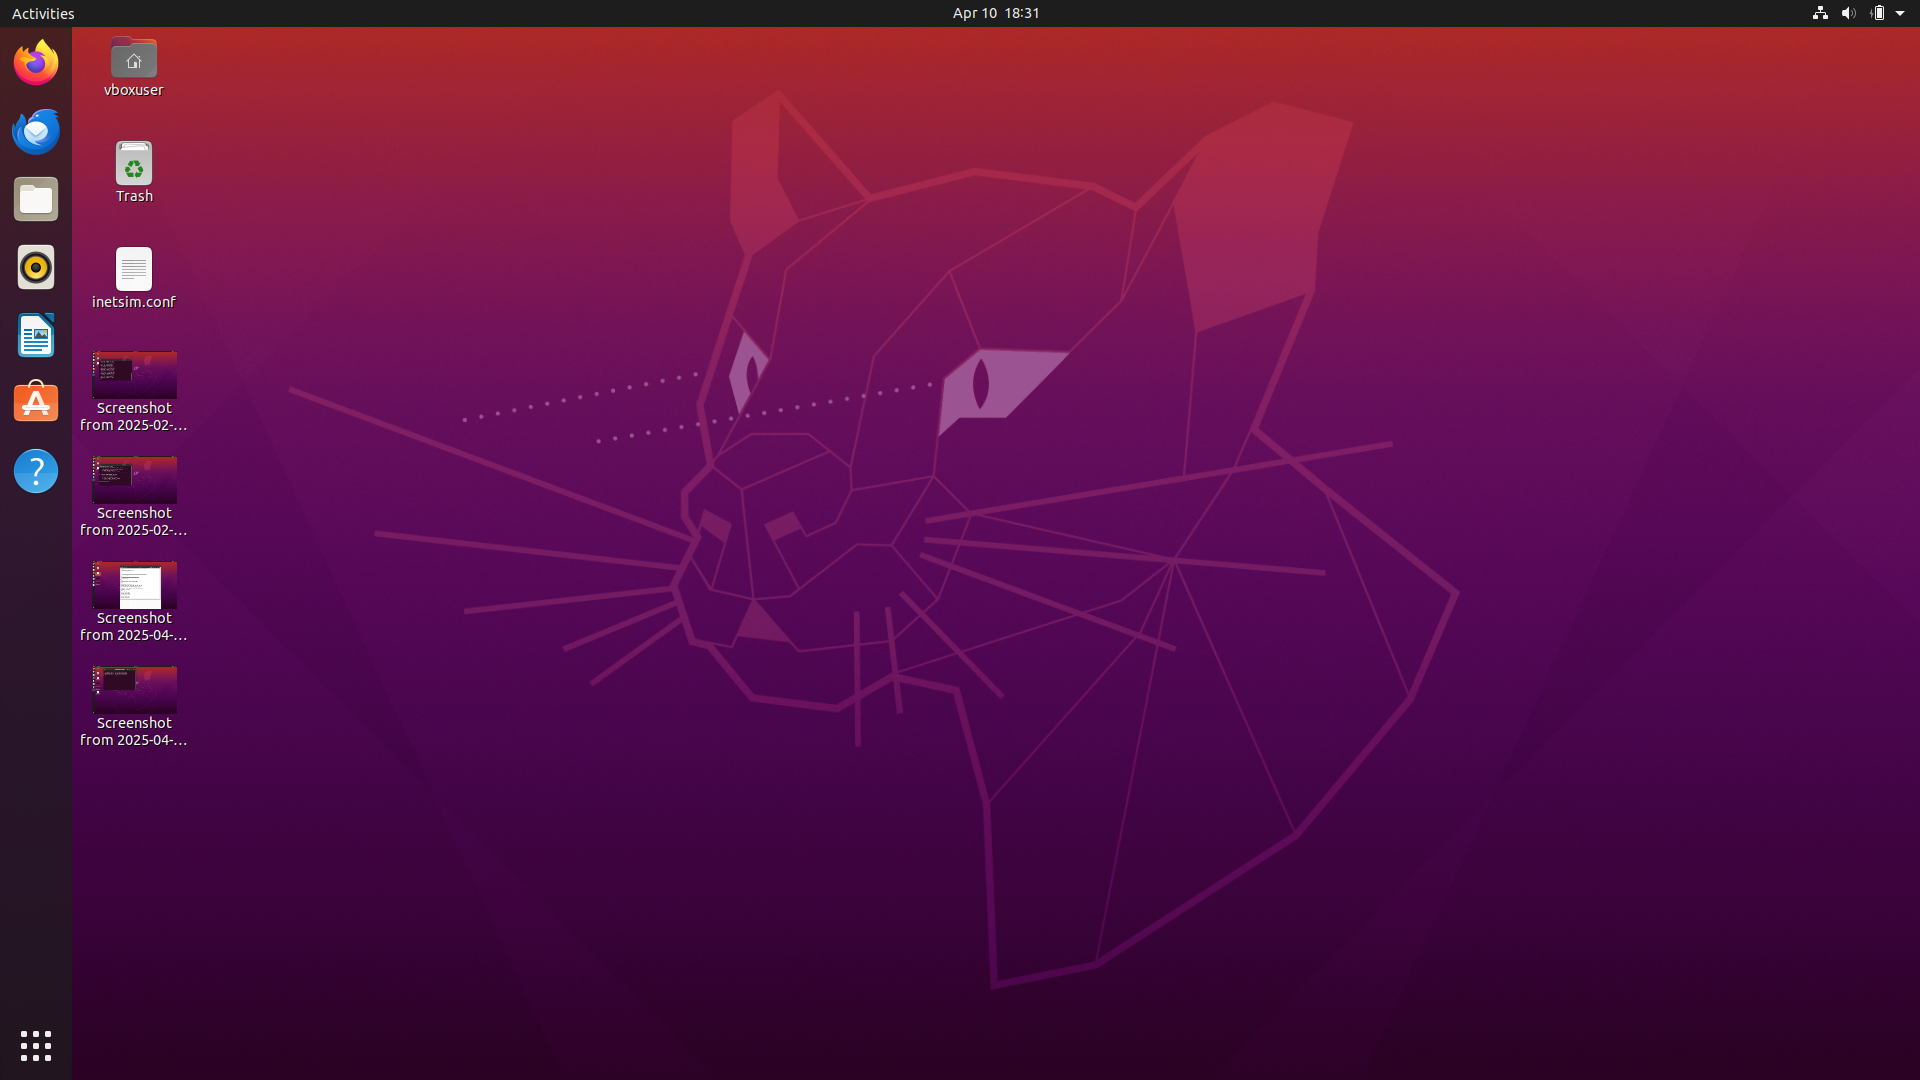 Activities
Apr 10 18:31
vboxuser
Trash
inetsim.conf
Screenshot
from 2025-02-...
Screenshot
from 2025-02-...
Screenshot
from 2025-04-...
Screenshot
from 2025-04-...